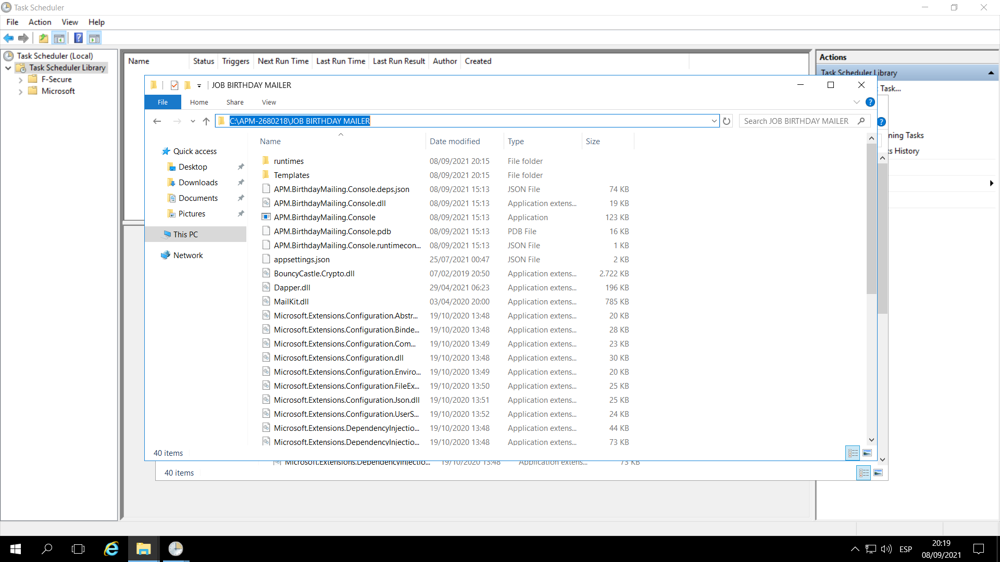 Task Scheduler
File Action View Help
Task Scheduler (Local)
Task Scheduler Library
F-Secure
Microsoft
Name Status Triggers Next Run Time Last Run Time Last Run Result Author Created
Actions
Task Scheduler Library
Task...
ning Tasks
s History
JOB BIRTHDAY MAILER
File Home Share View
C:\APM-2680218\JOB BIRTHDAY MAILER
Search JOB BIRTHDAY MAILER
Quick access
Desktop
Downloads
Documents
Pictures
This PC
Network
Name Date modified Type Size
runtimes 08/09/2021 20:15 File folder
Templates 08/09/2021 20:15 File folder
APM.BirthdayMailing.Console.deps.json 08/09/2021 15:13 JSON File 74 KB
APM.BirthdayMailing.Console.dll 08/09/2021 15:13 Application extens... 19 KB
APM.BirthdayMailing.Console 08/09/2021 15:13 Application 123 KB
APM.BirthdayMailing.Console.pdb 08/09/2021 15:13 PDB File 16 KB
APM.BirthdayMailing.Console.runtimecon... 08/09/2021 15:13 JSON File 1 KB
appsettings.json 25/07/2021 00:47 JSON File 2 KB
BouncyCastle.Crypto.dll 07/02/2019 20:50 Application extens... 2.722 KB
Dapper.dll 29/04/2021 06:23 Application extens... 196 KB
MailKit.dll 03/04/2020 20:00 Application extens... 785 KB
Microsoft.Extensions.Configuration.Abstr... 19/10/2020 13:48 Application extens... 20 KB
Microsoft.Extensions.Configuration.Binde... 19/10/2020 13:48 Application extens... 28 KB
Microsoft.Extensions.Configuration.Com... 19/10/2020 13:49 Application extens... 23 KB
Microsoft.Extensions.Configuration.dll 19/10/2020 13:48 Application extens... 30 KB
Microsoft.Extensions.Configuration.Enviro... 19/10/2020 13:49 Application extens... 20 KB
Microsoft.Extensions.Configuration.FileEx... 19/10/2020 13:50 Application extens... 25 KB
Microsoft.Extensions.Configuration.Json.dll 19/10/2020 13:51 Application extens... 25 KB
Microsoft.Extensions.Configuration.UserS... 19/10/2020 13:52 Application extens... 24 KB
Microsoft.Extensions.DependencyInjectio... 19/10/2020 13:48 Application extens... 44 KB
Microsoft.Extensions.DependencyInjectio... 19/10/2020 13:48 Application extens... 73 KB
40 items
Microsoft.Extensions.DependencyInjectio... 19/10/2020 13:48 Application extens... 73 KB
40 items
ESP
20:19
08/09/2021